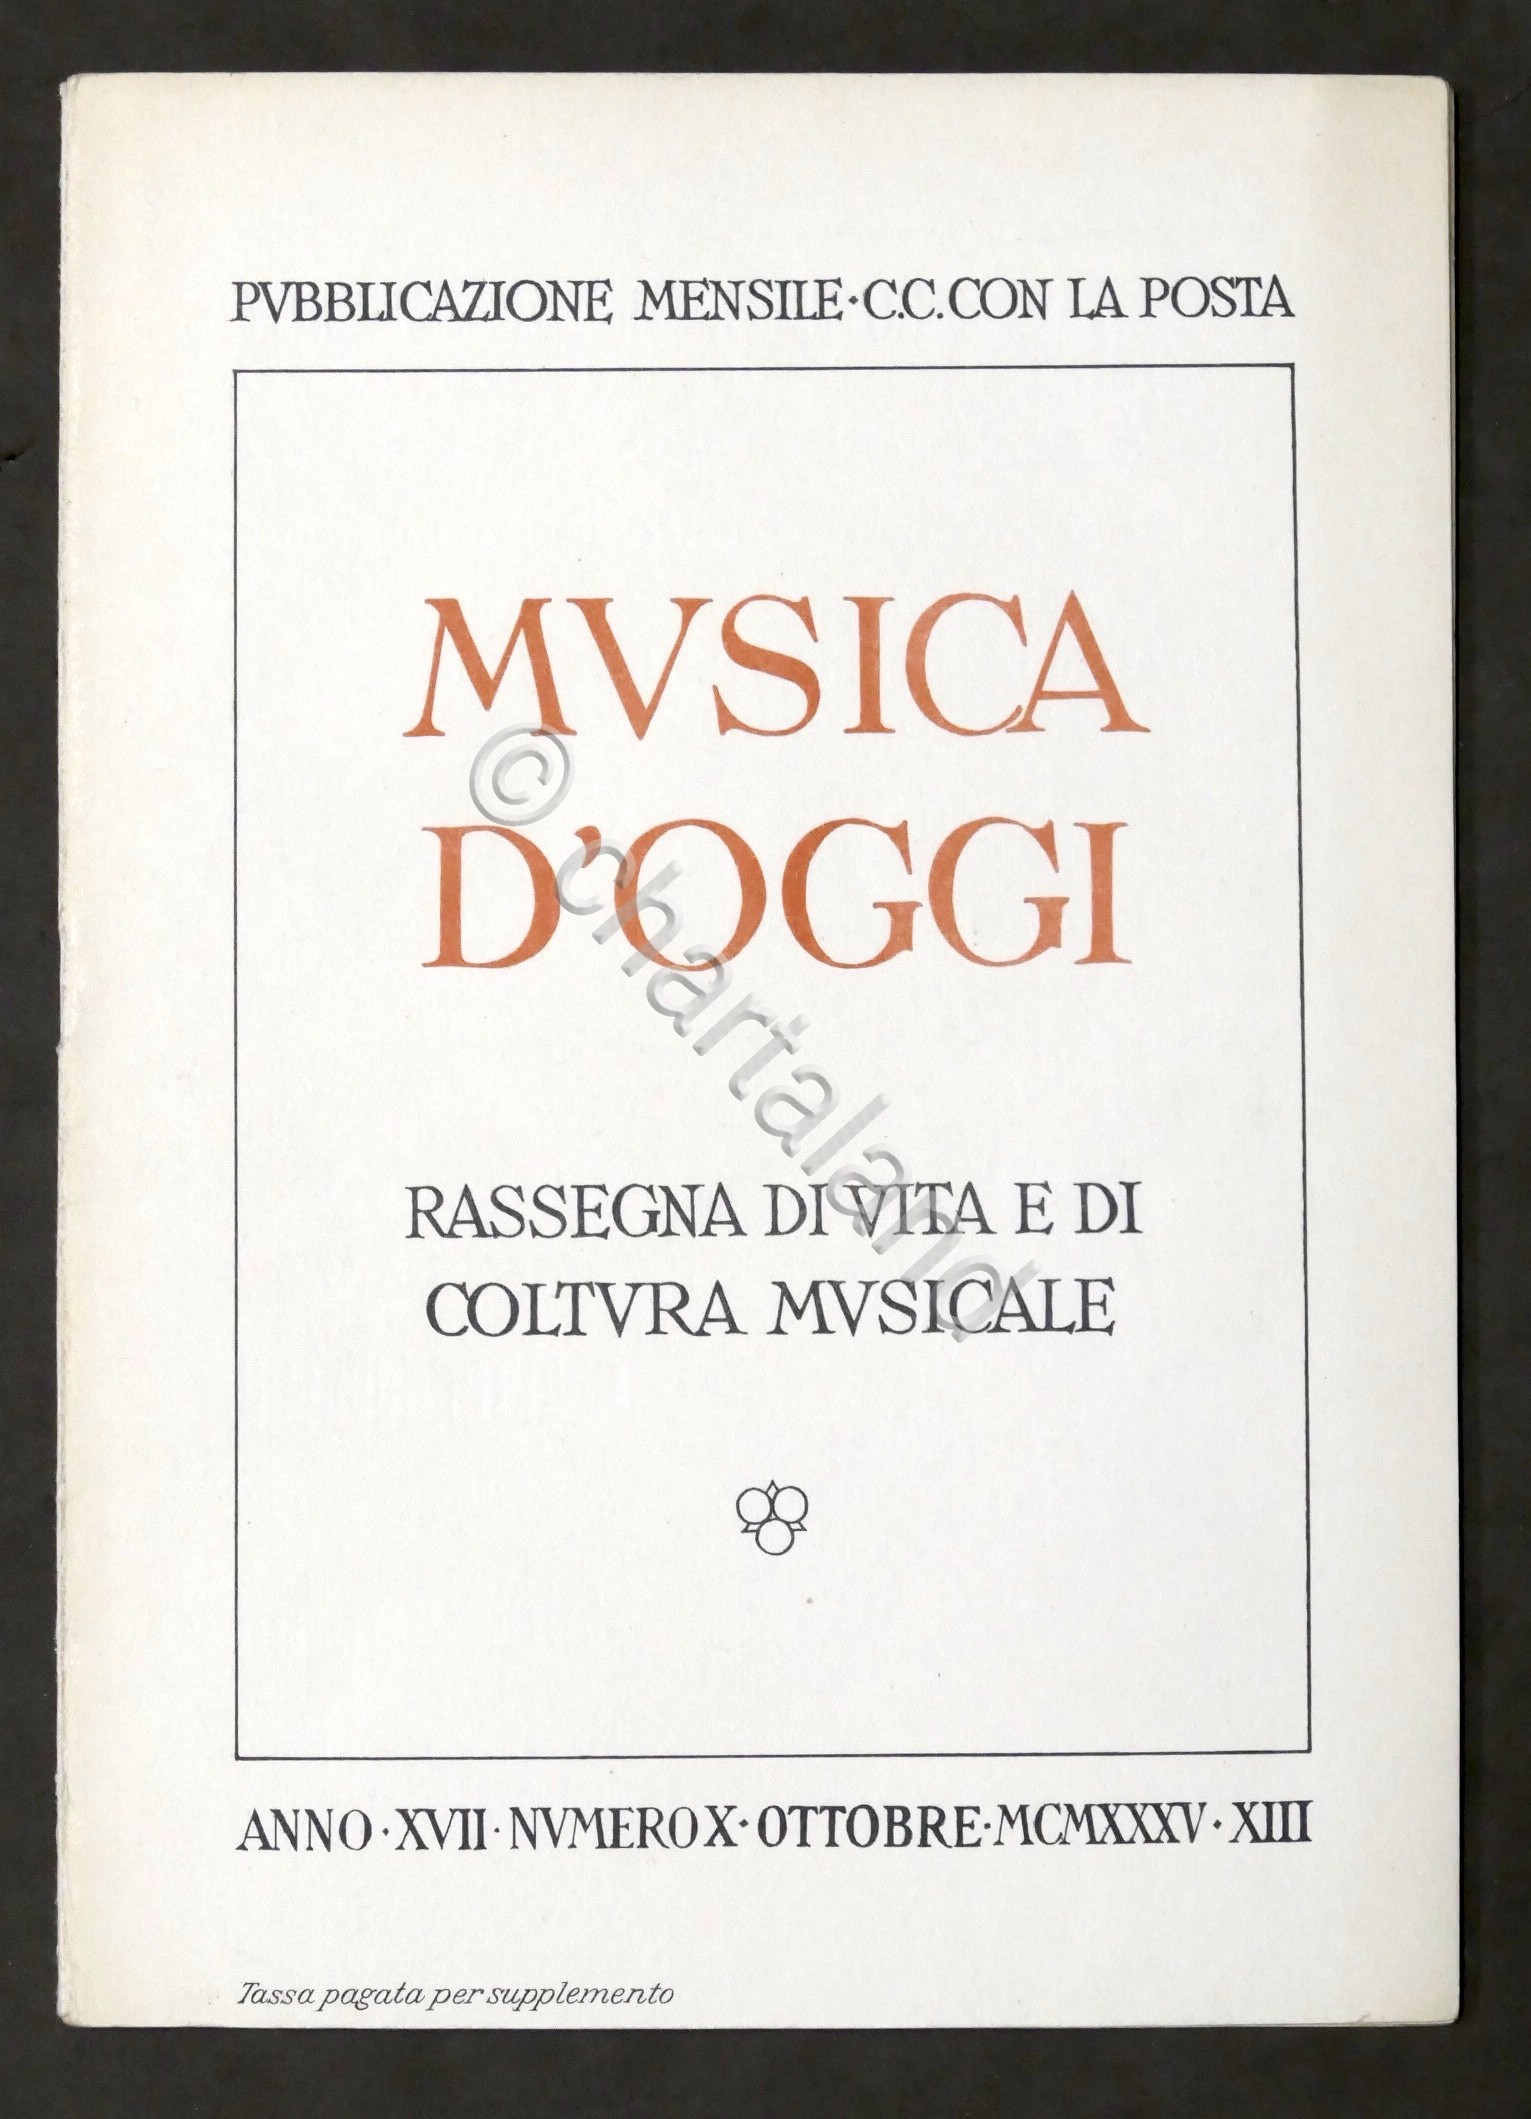 PVBBLICAZIONE MENSILE · C.C. CON LA POSTA
MVSICA
D'OGGI
© chartaland
RASSEGNA DI VITA E DI
COLTVRA MVSICALE
ANNO · XVII · NVMERO X · OTTOBRE · MCMXXXV · XIII
Tassa pagata per supplemento